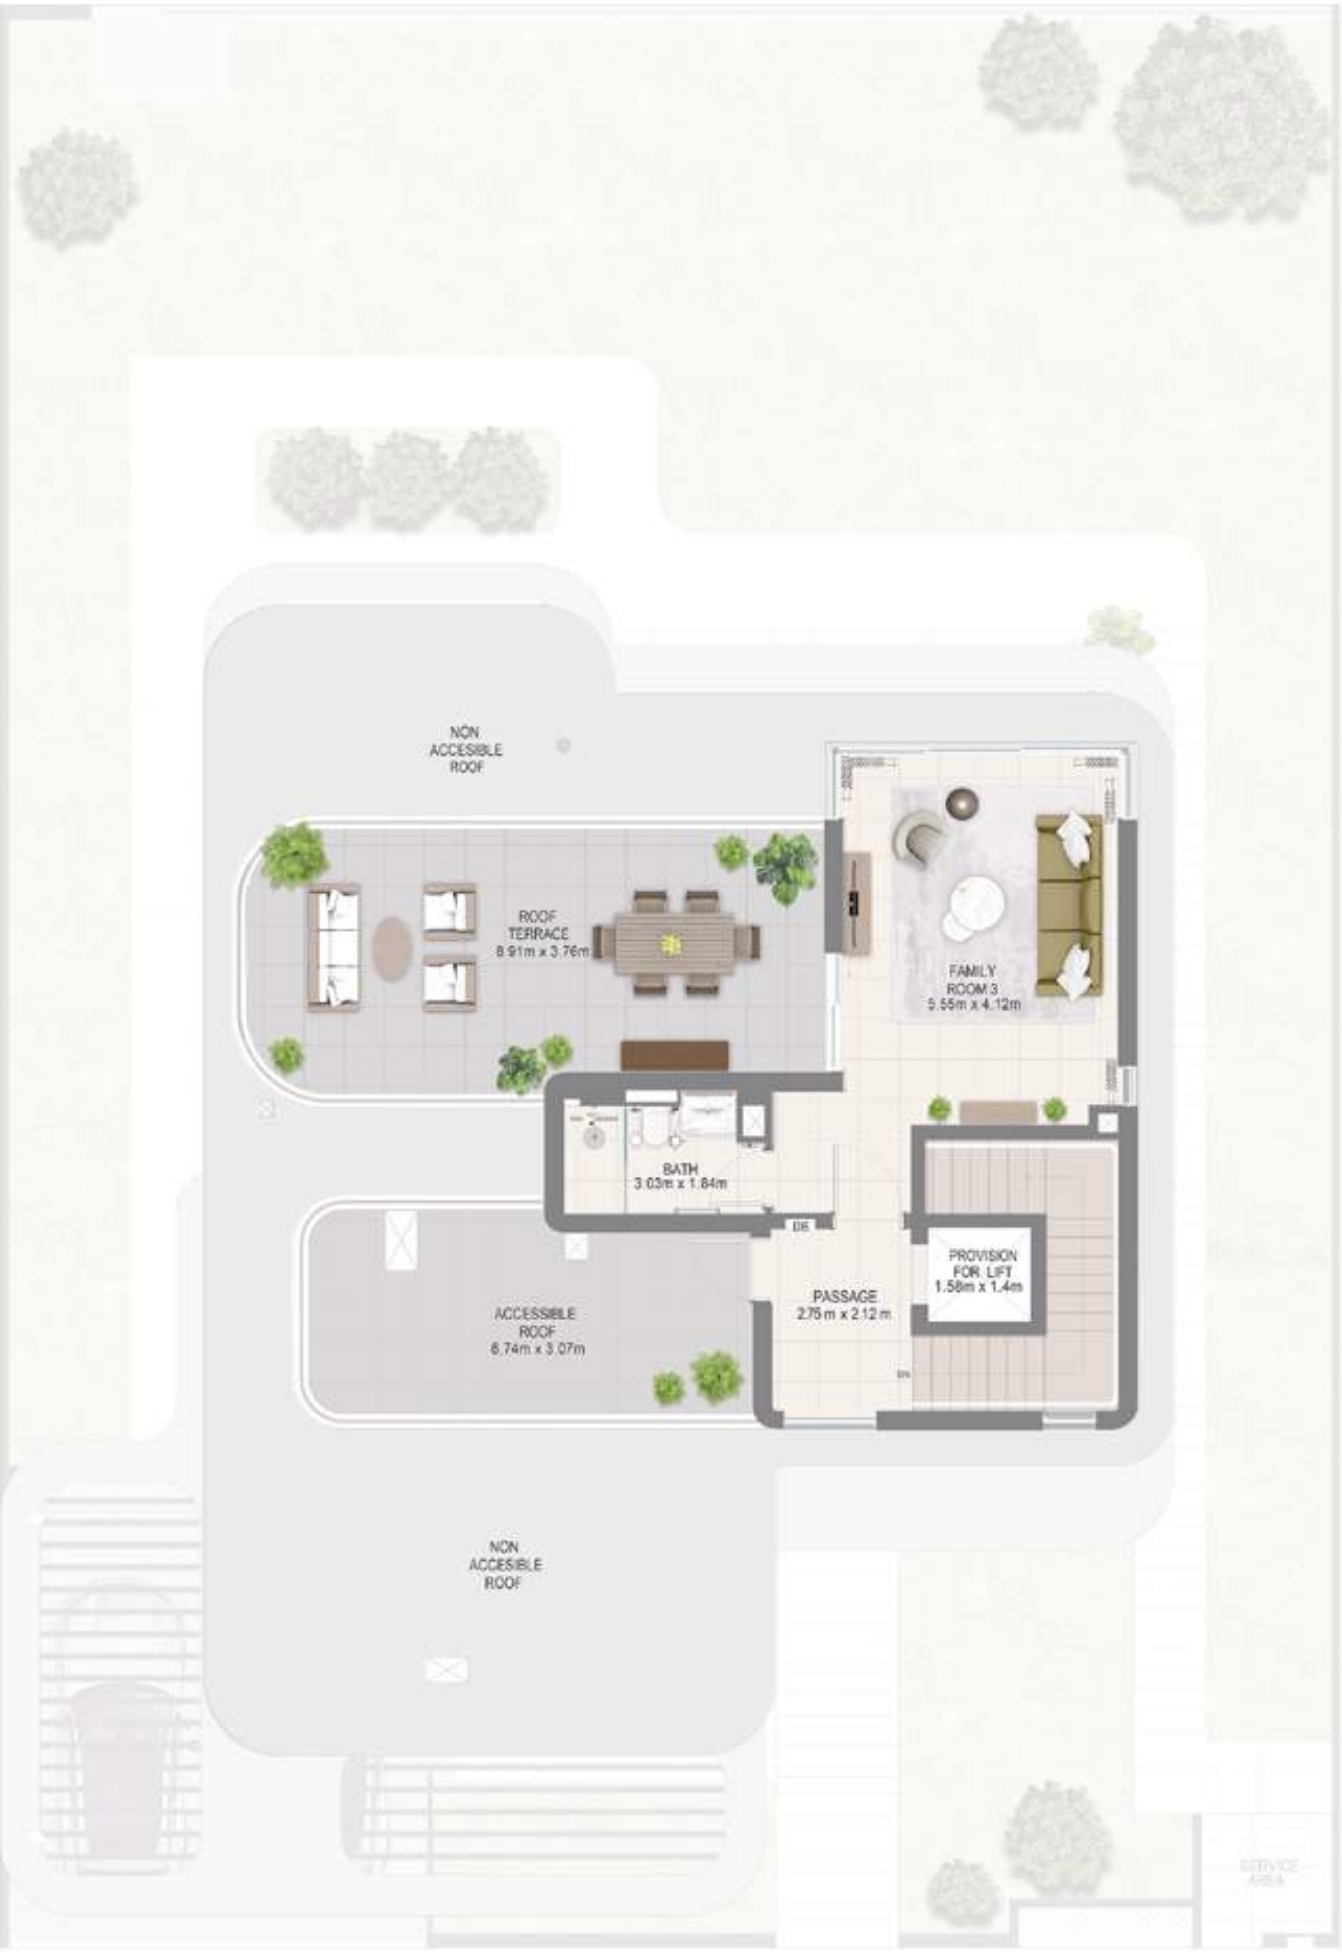 NON
ACCESIBLE
ROOF
ROOF
TERRACE
8.91m x 3.76m
FAMILY
ROOM 3
5.55m x 4.12m
BATH
3.03m x 1.84m
DB
PROVISION
FOR LIFT
1.58m x 1.4m
PASSAGE
2.75 m x 2.12 m
ACCESSIBLE
ROOF
6.74m x 3.07m
DN
NON
ACCESIBLE
ROOF
SERVICE
AREA